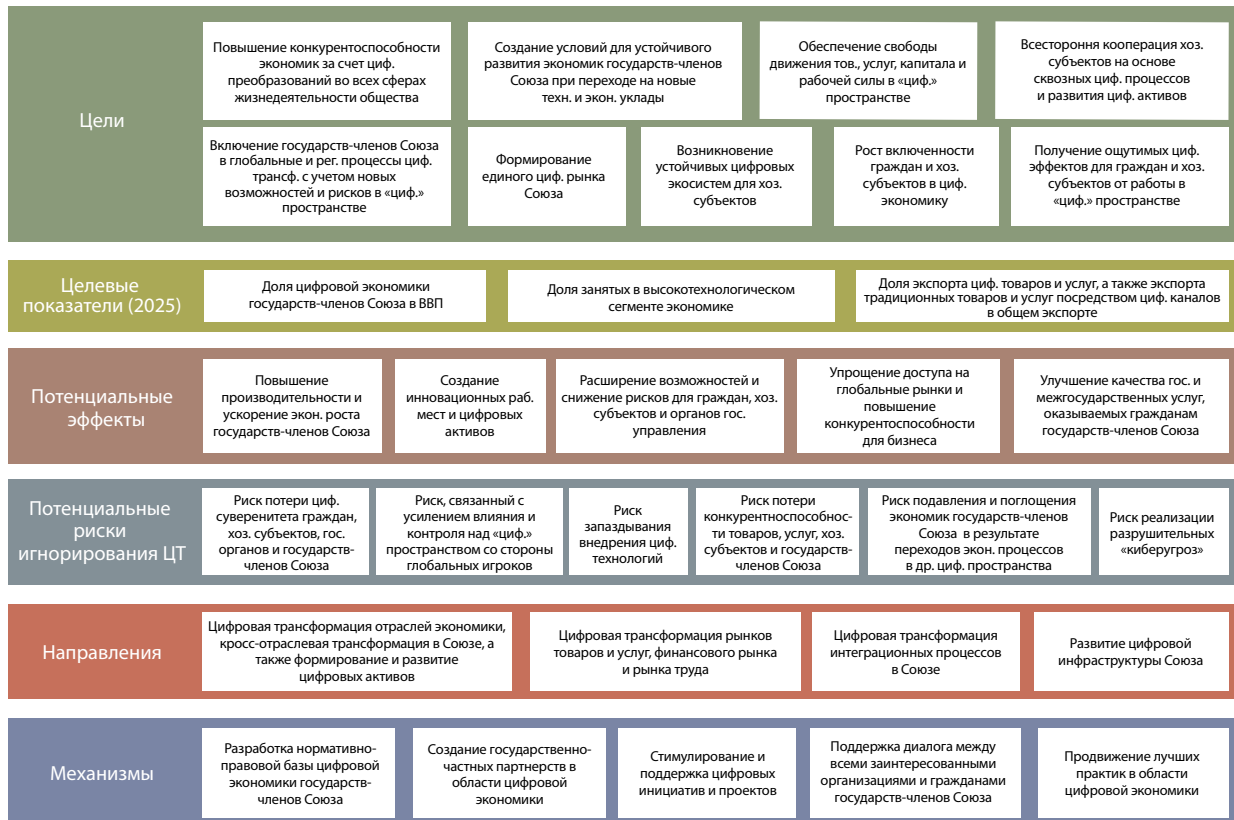 Цели
Повышение конкурентоспособности
экономик за счет циф.
преобразований во всех сферах
жизнедеятельности общества
Создание условий для устойчивого
развития экономик государств-членов
Союза при переходе на новые
техн. и экон. уклады
Обеспечение свободы
движения тов., услуг, капитала и
рабочей силы в «циф.»
пространстве
Всестороння кооперация хоз.
субъектов на основе
сквозных циф. процессов
и развития циф. активов
Включение государств-членов Союза
в глобальные и рег. процессы циф.
трансф. с учетом новых
возможностей и рисков в «циф.»
пространстве
Формирование
единого циф. рынка
Союза
Возникновение
устойчивых цифровых
экосистем для хоз.
субъектов
Рост включенности
граждан и хоз.
субъектов в циф.
экономику
Получение ощутимых циф.
эффектов для граждан и хоз.
субъектов от работы в
«циф.» пространстве
Целевые
показатели (2025)
Доля цифровой экономики
государств-членов Союза в ВВП
Доля занятых в высокотехнологическом
сегменте экономике
Доля экспорта циф. товаров и услуг, а также экспорта
традиционных товаров и услуг посредством циф. каналов
в общем экспорте
Потенциальные
эффекты
Повышение
производительности и
ускорение экон. роста
государств-членов Союза
Создание
инновационных раб.
мест и цифровых
активов
Расширение возможностей и
снижение рисков для граждан, хоз.
субъектов и органов гос.
управления
Упрощение доступа на
глобальные рынки и
повышение
конкурентоспособности
для бизнеса
Улучшение качества гос. и
межгосударственных услуг,
оказываемых гражданам
государств-членов Союза
Потенциальные
риски
игнорирования ЦТ
Риск потери циф.
суверенитета граждан,
хоз. субъектов, гос.
органов и государств-
членов Союза
Риск, связанный с
усилением влияния и
контроля над «циф.»
пространством со стороны
глобальных игроков
Риск
запаздывания
внедрения циф.
технологий
Риск потери
конкурентноспособнос-
ти товаров, услуг, хоз.
субъектов и государств-
членов Союза
Риск подавления и поглощения
экономик государств-членов
Союза в результате
переходов экон. процессов
в др. циф. пространства
Риск реализации
разрушительных
«киберугроз»
Направления
Цифровая трансформация отраслей экономики,
кросс-отраслевая трансформация в Союзе, а
также формирование и развитие
цифровых активов
Цифровая трансформация рынков
товаров и услуг, финансового рынка
и рынка труда
Цифровая трансформация
интеграционных процессов
в Союзе
Развитие цифровой
инфраструктуры Союза
Механизмы
Разработка нормативно-
правовой базы цифровой
экономики государств-
членов Союза
Создание государственно-
частных партнерств в
области цифровой
экономики
Стимулирование и
поддержка цифровых
инициатив и проектов
Поддержка диалога между
всеми заинтересованными
организациями и гражданами
государств-членов Союза
Продвижение лучших
практик в области
цифровой экономики